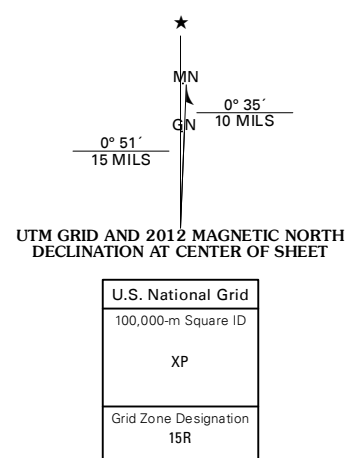 ★
MN
0° 35´
10 MILS
GN
0° 51´
15 MILS
UTM GRID AND 2012 MAGNETIC NORTH
DECLINATION AT CENTER OF SHEET
U.S. National Grid
100,000-m Square ID
XP
Grid Zone Designation
15R